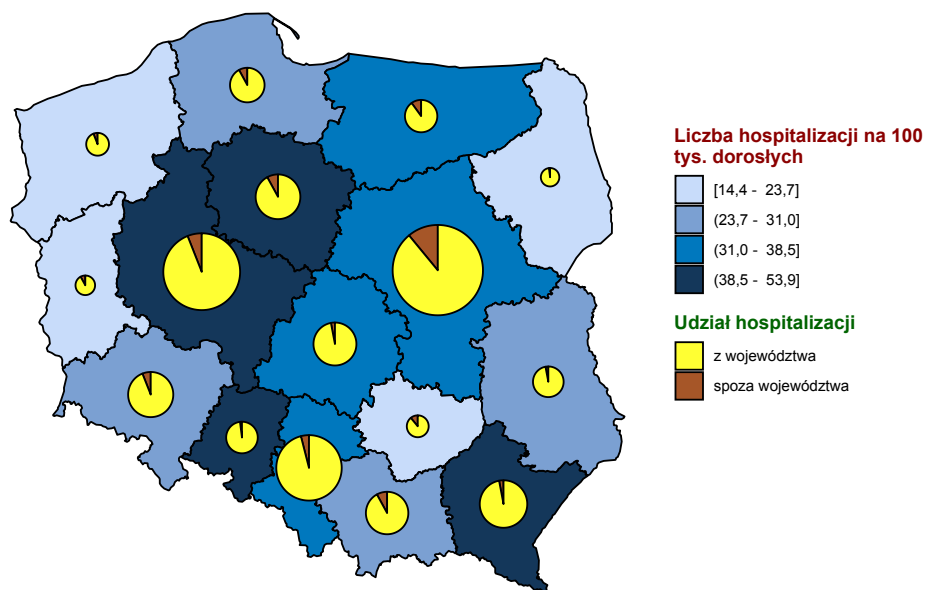 Liczba hospitalizacji na 100
tys. dorosłych
[14,4 - 23,7]
(23,7 - 31,0]
(31,0 - 38,5]
(38,5 - 53,9]
Udział hospitalizacji
z województwa
spoza województwa